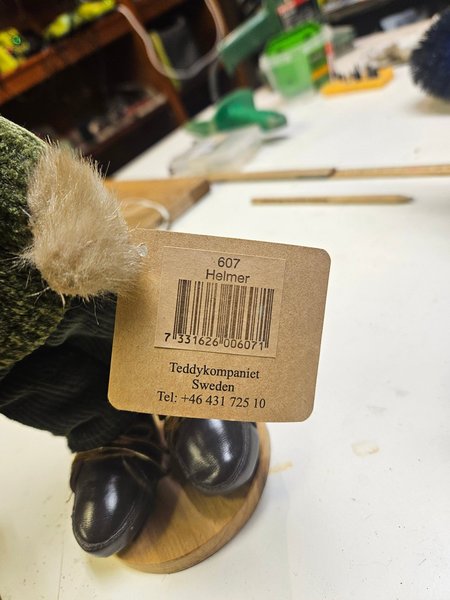 607
Helmer
7 331626 006071
Teddykompaniet
Sweden
Tel: +46 431 725 10